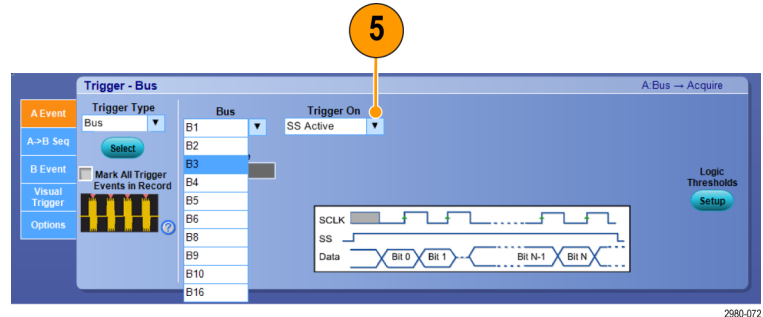 5
Trigger - Bus
A:Bus → Acquire
A Event
A->B Seq
B Event
Visual
Trigger
Options
Trigger Type
Bus
Select
Mark All Trigger
Events in Record
?
Bus
B1
B2
B3
B4
B5
B6
B8
B9
B10
B16
Trigger On
SS Active
SCLK
SS
Data
Bit 0
Bit 1
Bit N-1
Bit N
Logic
Thresholds
Setup
2980-072